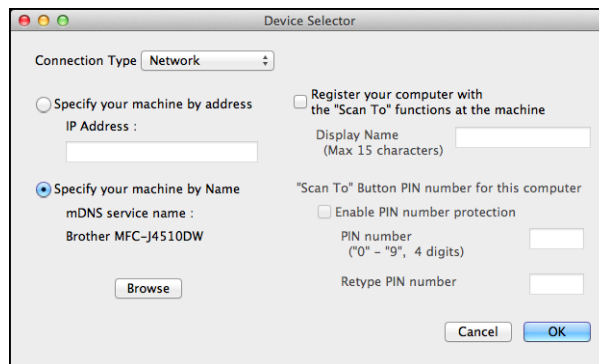 Device Selector
Connection Type Network
Specify your machine by address
IP Address :
Specify your machine by Name
mDNS service name :
Brother MFC-J4510DW
Browse
Register your computer with
the "Scan To" functions at the machine
Display Name
(Max 15 characters)
"Scan To" Button PIN number for this computer
Enable PIN number protection
PIN number
("0" – "9", 4 digits)
Retype PIN number
Cancel
OK